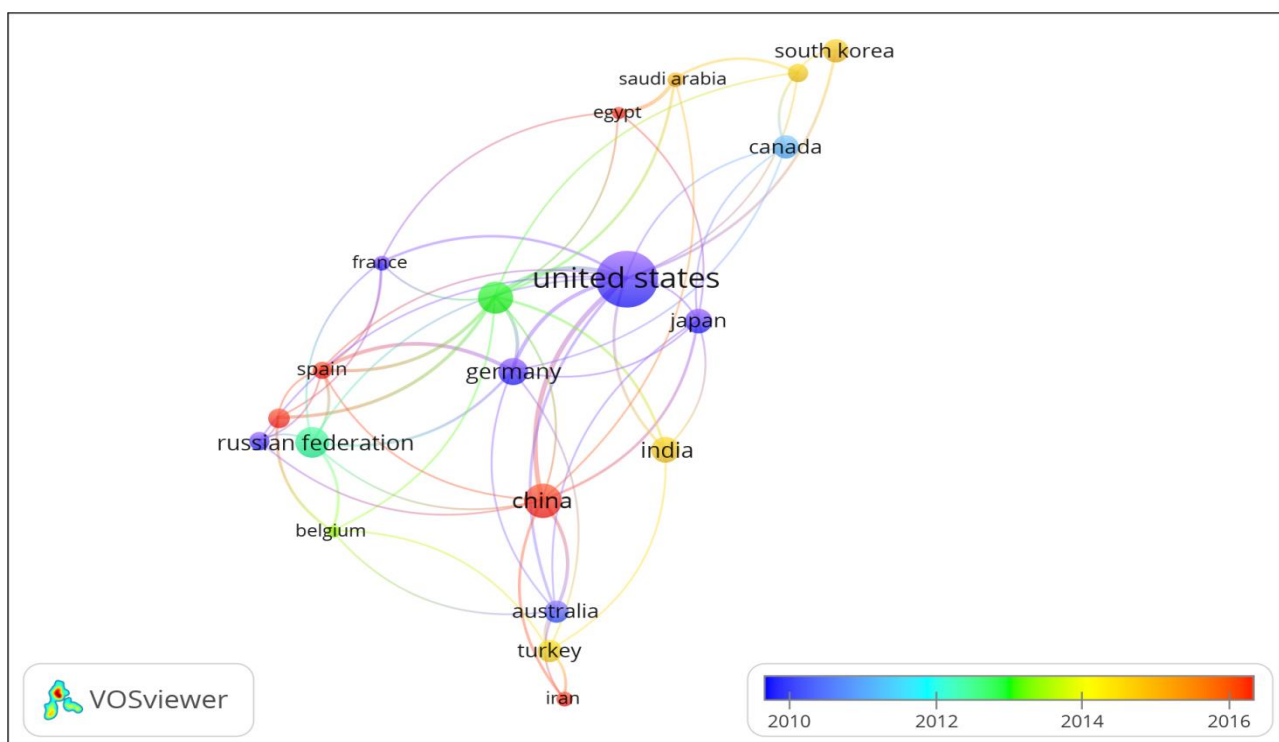 south korea
saudi arabia
egypt
canada
france
united states
japan
spain
germany
russian federation
india
china
belgium
australia
turkey
iran
VOSviewer
2010 2012 2014 2016